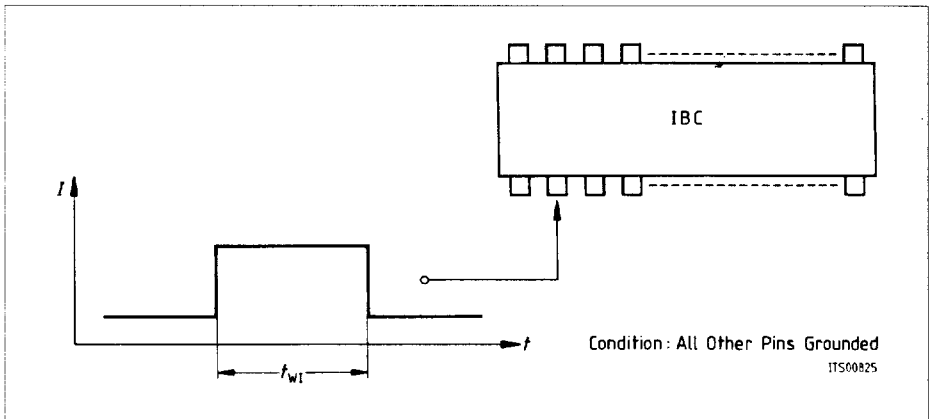 IBC
I
t
t_WI
Condition: All Other Pins Grounded
ITS00825